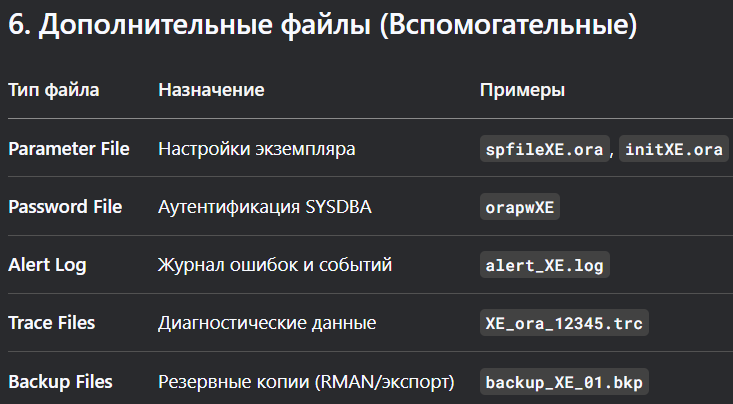 6. Дополнительные файлы (Вспомогательные)
Тип файла Назначение Примеры
Parameter File Настройки экземпляра spfileXE.ora, initXE.ora
Password File Аутентификация SYSDBA orapwXE
Alert Log Журнал ошибок и событий alert_XE.log
Trace Files Диагностические данные XE_ora_12345.trc
Backup Files Резервные копии (RMAN/экспорт) backup_XE_01.bkp